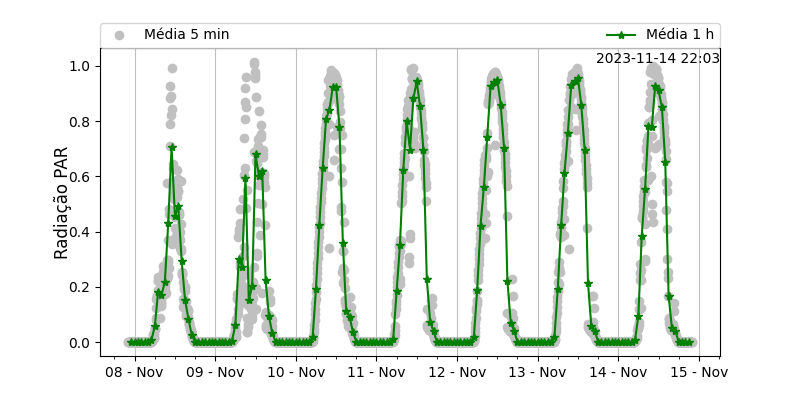 Média 5 min
Média 1 h
2023-11-14 22:03
Radiação PAR
1.0
0.8
0.6
0.4
0.2
0.0
08 - Nov
09 - Nov
10 - Nov
11 - Nov
12 - Nov
13 - Nov
14 - Nov
15 - Nov